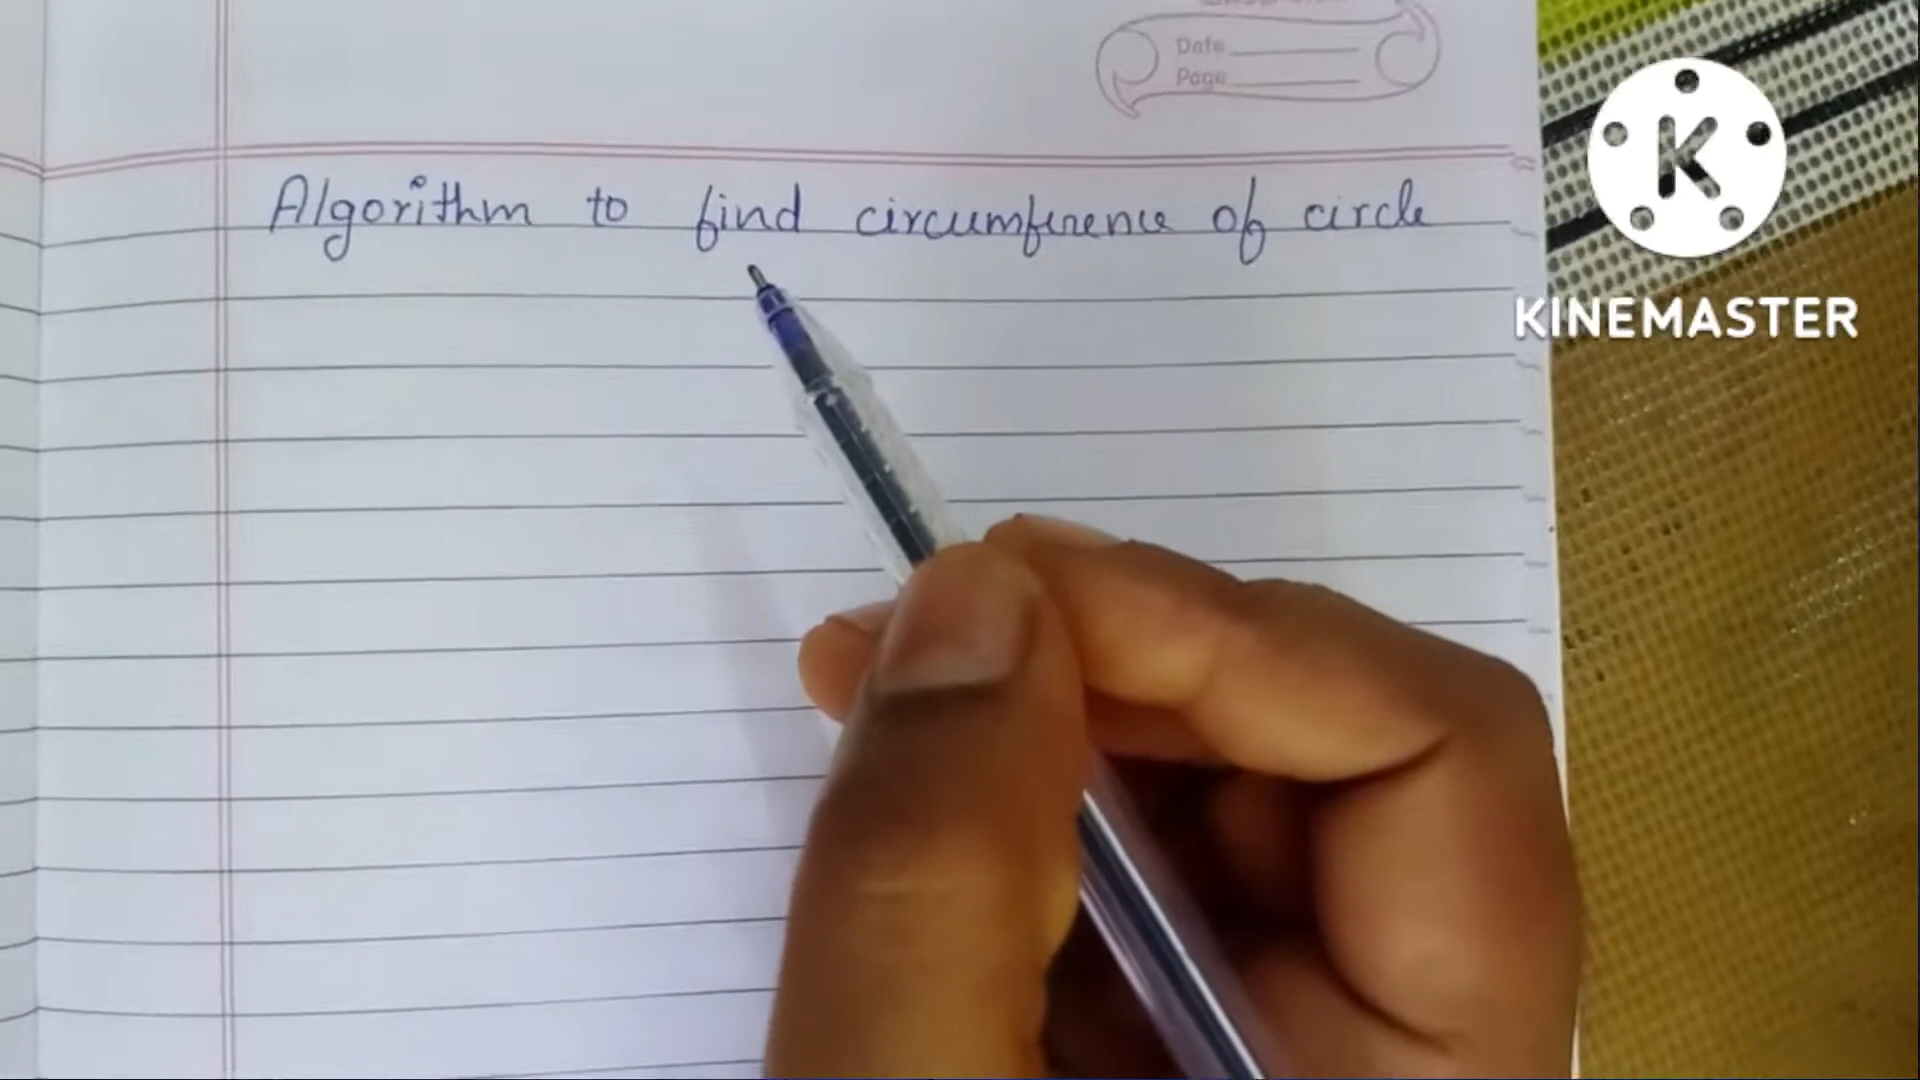 Date
Page
Algorithm to find circumference of circle
K
KINEMASTER